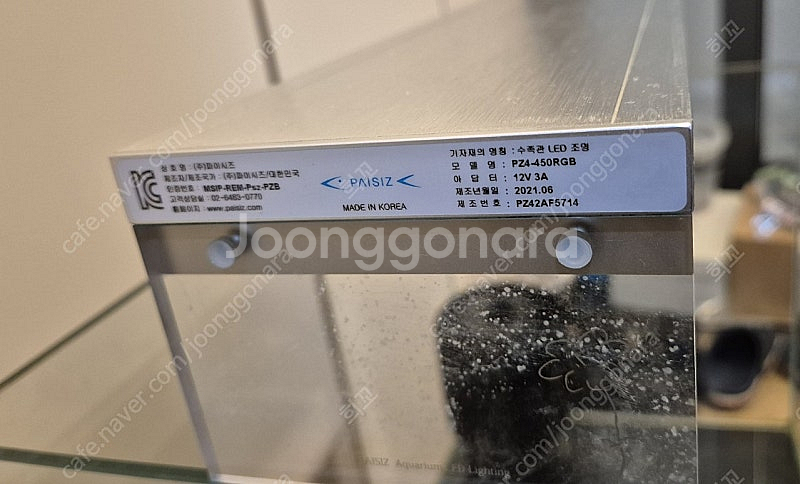 상 호 명 : (주)파이시즈
제조자/제조국가 : (주)파이시즈/대한민국
인증번호 : MSIP-REM-Psz-PZB
고객상담실 : 02-6463-0770
홈페이지 : www.paisiz.com
PAISIZ
MADE IN KOREA
기자재의 명칭 : 수족관 LED 조명
모 델 명 : PZ4-450RGB
아 답 터 : 12V 3A
제조년월일 : 2021.06
제 조 번 호 : PZ42AF5714
Joonggonara
PAISIZ Aquarium LED Lighting
cafe.naver.com/joonggonara
히꼬